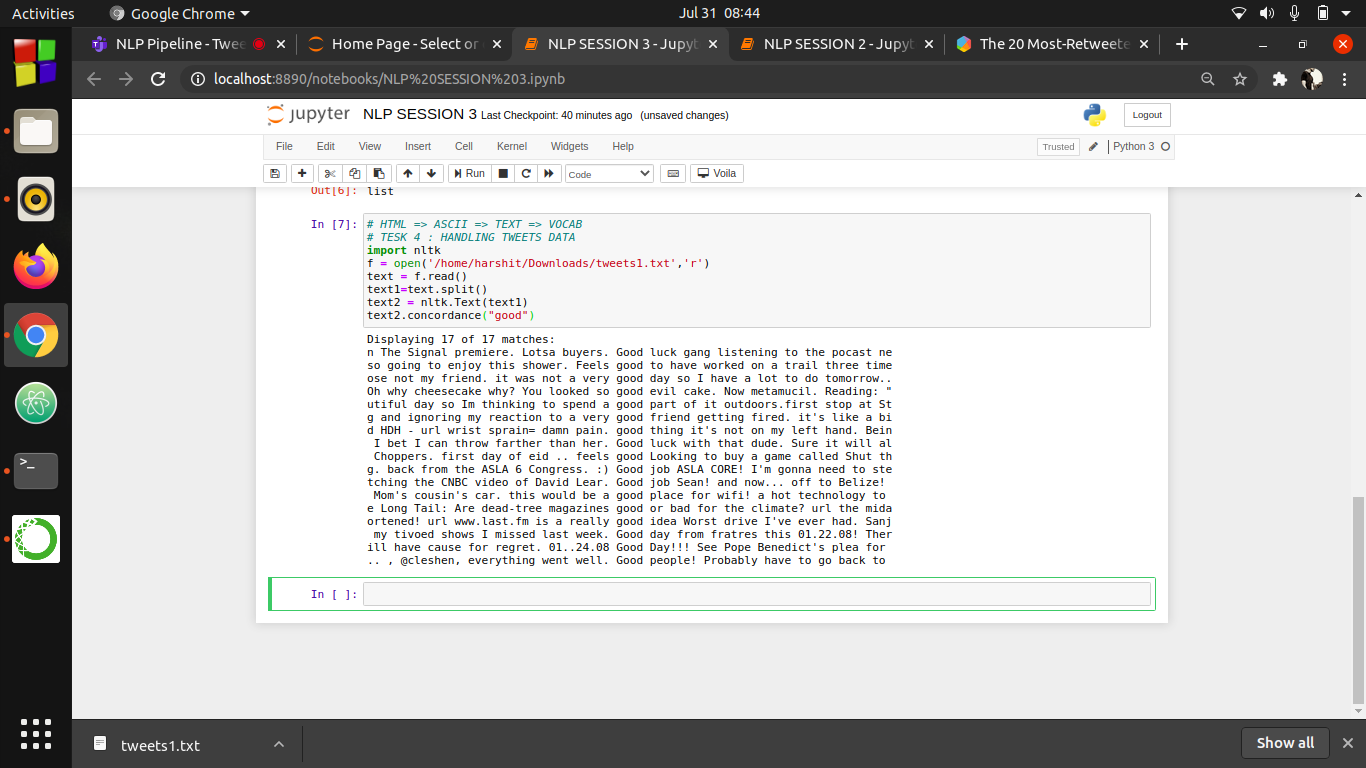 Activities
Google Chrome
Jul 31 08:44
NLP Pipeline - Twee
Home Page - Select or
NLP SESSION 3 - Jupyt
NLP SESSION 2 - Jupyt
The 20 Most-Retweete
localhost:8890/notebooks/NLP%20SESSION%203.ipynb
jupyter NLP SESSION 3 Last Checkpoint: 40 minutes ago (unsaved changes)
Logout
File Edit View Insert Cell Kernel Widgets Help
Trusted
Python 3
Run
Code
Voila
Out[6]: list
In [7]: # HTML => ASCII => TEXT => VOCAB
# TESK 4 : HANDLING TWEETS DATA
import nltk
f = open('/home/harshit/Downloads/tweets1.txt','r')
text = f.read()
text1=text.split()
text2 = nltk.Text(text1)
text2.concordance("good")
Displaying 17 of 17 matches:
n The Signal premiere. Lotsa buyers. Good luck gang listening to the pocast ne
so going to enjoy this shower. Feels good to have worked on a trail three time
ose not my friend. it was not a very good day so I have a lot to do tomorrow..
Oh why cheesecake why? You looked so good evil cake. Now metamucil. Reading: "
utiful day so Im thinking to spend a good part of it outdoors.first stop at St
g and ignoring my reaction to a very good friend getting fired. it's like a bi
d HDH - url wrist sprain= damn pain. good thing it's not on my left hand. Bein
I bet I can throw farther than her. Good luck with that dude. Sure it will al
Choppers. first day of eid .. feels good Looking to buy a game called Shut th
g. back from the ASLA 6 Congress. :) Good job ASLA CORE! I'm gonna need to ste
tching the CNBC video of David Lear. Good job Sean! and now... off to Belize!
Mom's cousin's car. this would be a good place for wifi! a hot technology to
e Long Tail: Are dead-tree magazines good or bad for the climate? url the mida
ortened! url www.last.fm is a really good idea Worst drive I've ever had. Sanj
my tivoed shows I missed last week. Good day from fratres this 01.22.08! Ther
ill have cause for regret. 01..24.08 Good Day!!! See Pope Benedict's plea for
.. , @cleshen, everything went well. Good people! Probably have to go back to
In [ ]:
tweets1.txt
Show all